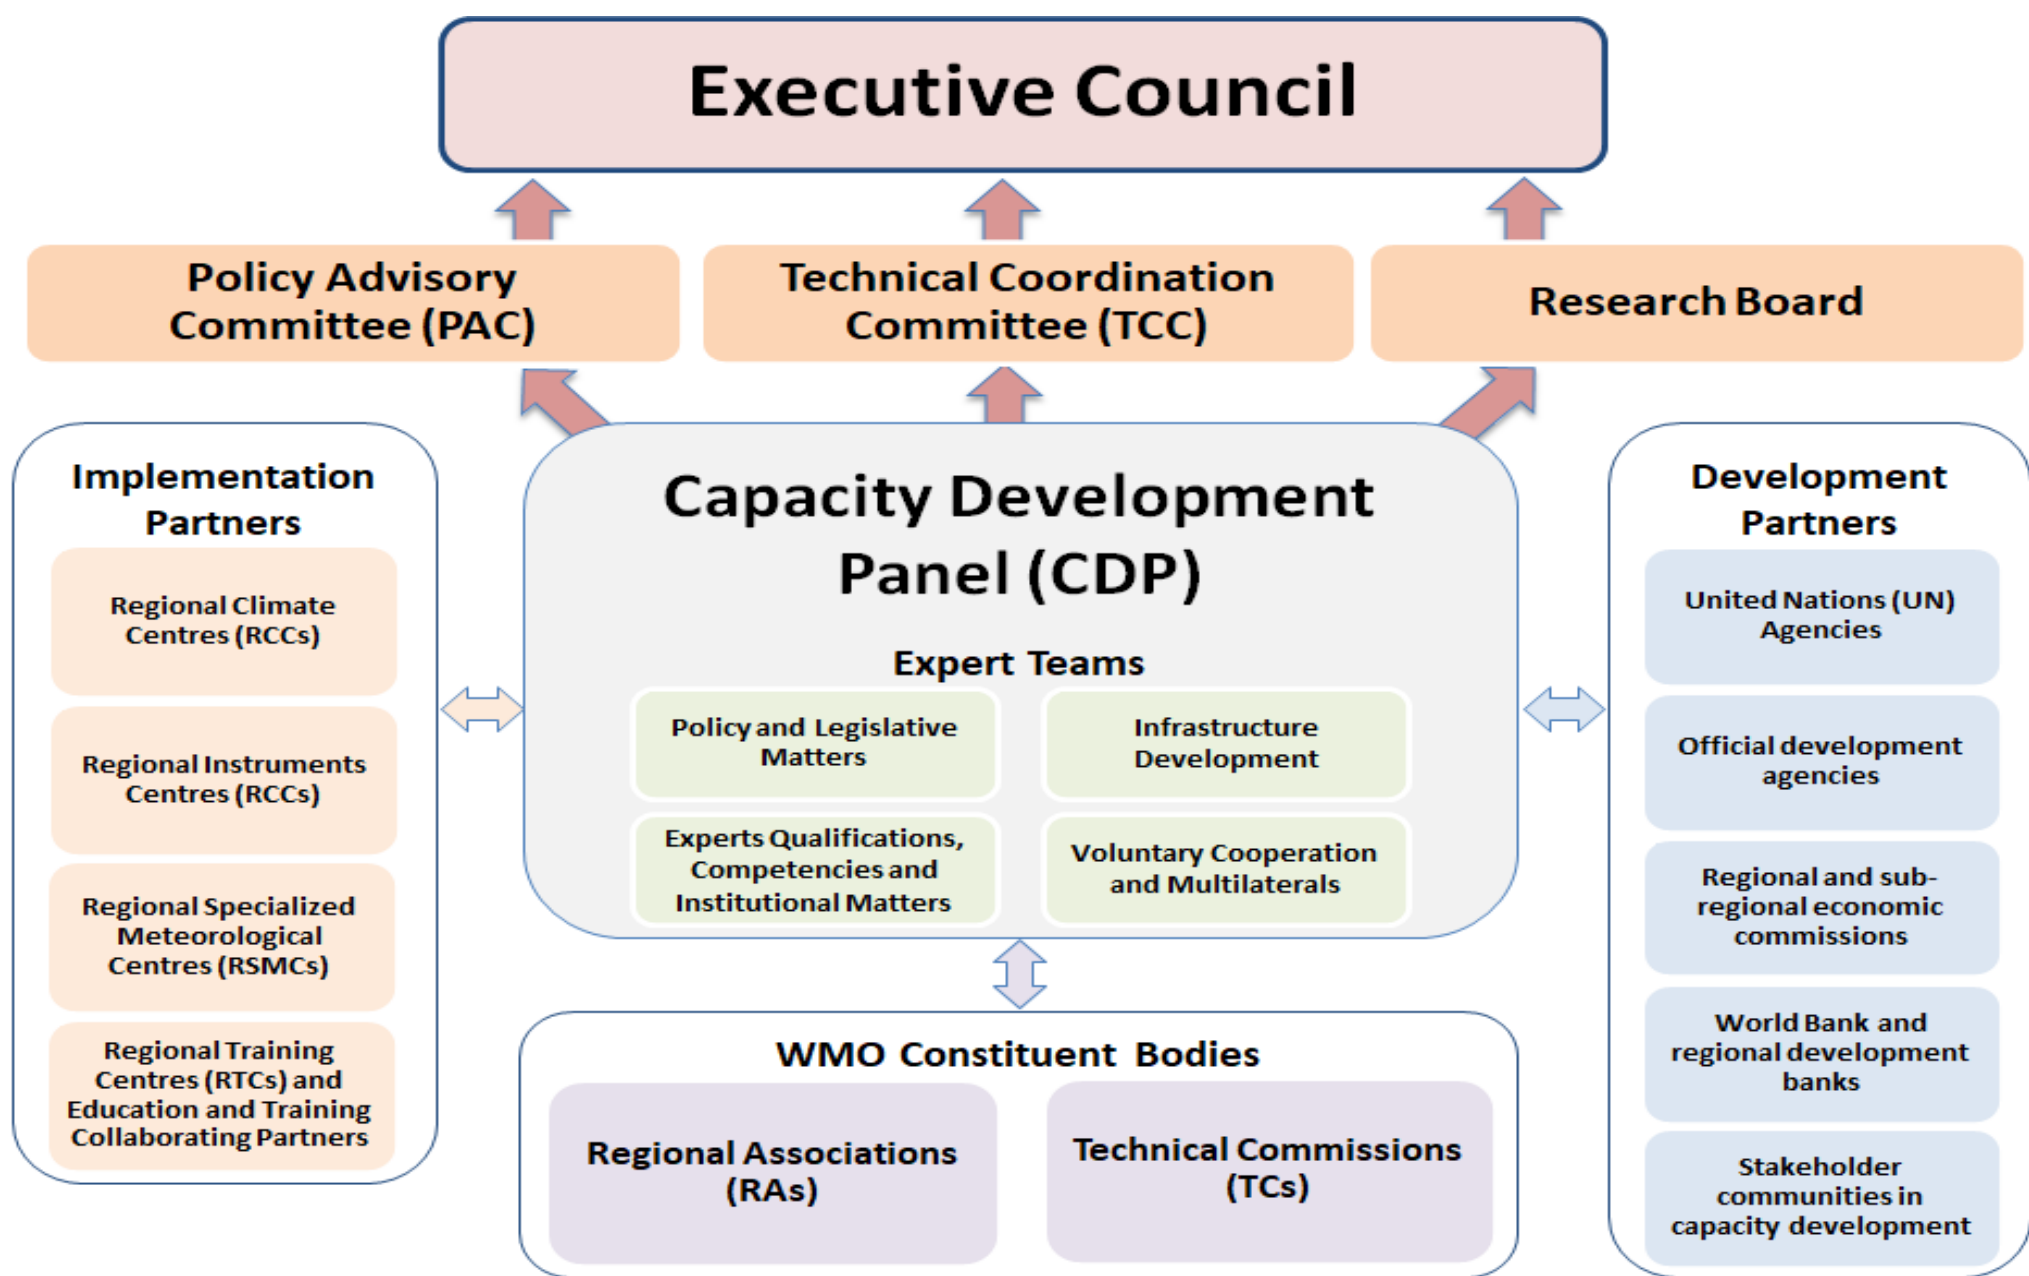 Executive Council
Policy Advisory
Committee (PAC)
Technical Coordination
Committee (TCC)
Research Board
Implementation
Partners
Regional Climate
Centres (RCCs)
Regional Instruments
Centres (RCCs)
Regional Specialized
Meteorological
Centres (RSMCs)
Regional Training
Centres (RTCs) and
Education and Training
Collaborating Partners
Capacity Development
Panel (CDP)
Expert Teams
Policy and Legislative
Matters
Infrastructure
Development
Experts Qualifications,
Competencies and
Institutional Matters
Voluntary Cooperation
and Multilaterals
WMO Constituent Bodies
Regional Associations
(RAs)
Technical Commissions
(TCs)
Development
Partners
United Nations (UN)
Agencies
Official development
agencies
Regional and sub-
regional economic
commissions
World Bank and
regional development
banks
Stakeholder
communities in
capacity development